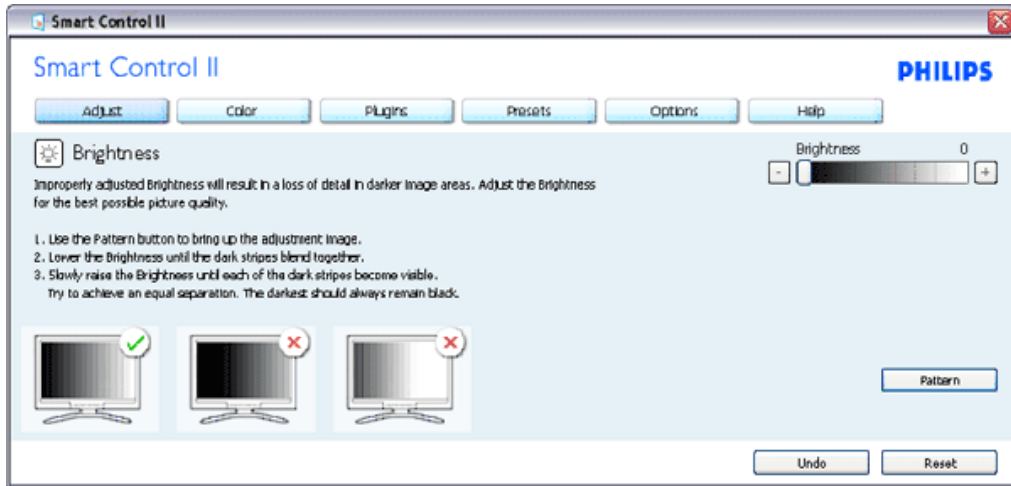 Smart Control II
Smart Control II
PHILIPS
Adjust Color Plugins Presets Options Help
Brightness
Brightness 0
- +
Improperly adjusted Brightness will result in a loss of detail in darker image areas. Adjust the Brightness
for the best possible picture quality.
1. Use the Pattern button to bring up the adjustment image.
2. Lower the Brightness until the dark stripes blend together.
3. Slowly raise the Brightness until each of the dark stripes become visible.
Try to achieve an equal separation. The darkest should always remain black.
Pattern
Undo Reset